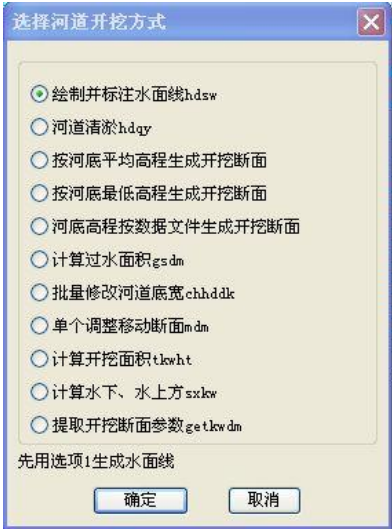 选择河道开挖方式
绘制并标注水面线hdsw
河道清淤hdqy
按河底平均高程生成开挖断面
按河底最低高程生成开挖断面
河底高程按数据文件生成开挖断面
计算过水面积gsdm
批量修改河道底宽chhddk
单个调整移动断面mdm
计算开挖面积tkwht
计算水下、水上方sxkw
提取开挖断面参数getkwdm
先用选项1生成水面线
确定
取消